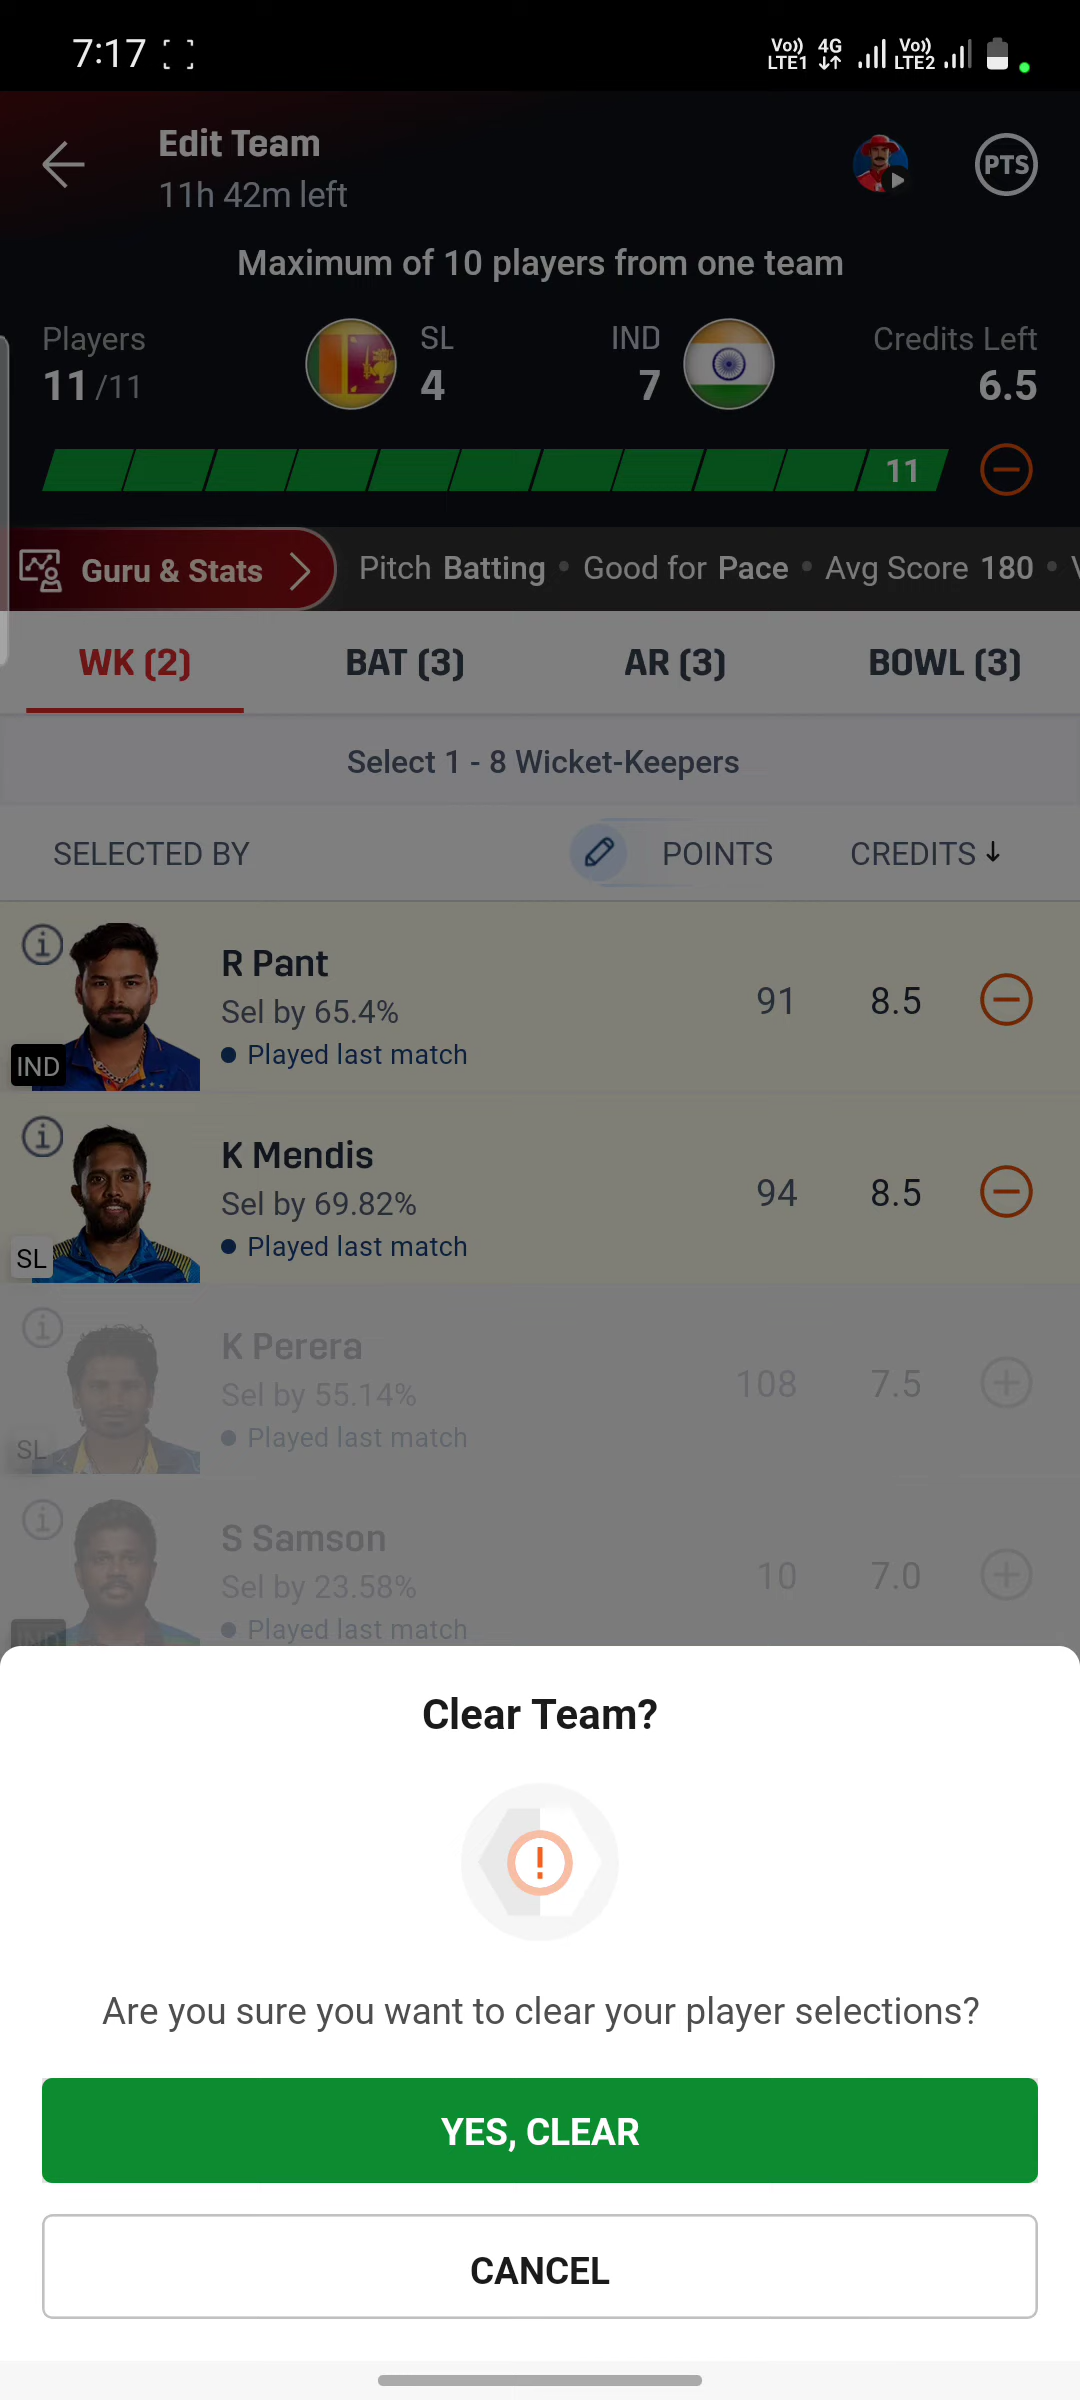 7:17
Vo)) LTE1 4G Vo)) LTE2
Edit Team
11h 42m left
PTS
Maximum of 10 players from one team
Players
11/11
SL
4
IND
7
Credits Left
6.5
11
Guru & Stats
Pitch Batting • Good for Pace • Avg Score 180 •
WK (2) BAT (3) AR (3) BOWL (3)
Select 1 - 8 Wicket-Keepers
SELECTED BY POINTS CREDITS
R Pant
Sel by 65.4%
91 8.5
Played last match
IND
K Mendis
Sel by 69.82%
94 8.5
Played last match
SL
K Perera
Sel by 55.14%
108 7.5
Played last match
SL
S Samson
Sel by 23.58%
10 7.0
Played last match
IND
Clear Team?
!
Are you sure you want to clear your player selections?
YES, CLEAR
CANCEL